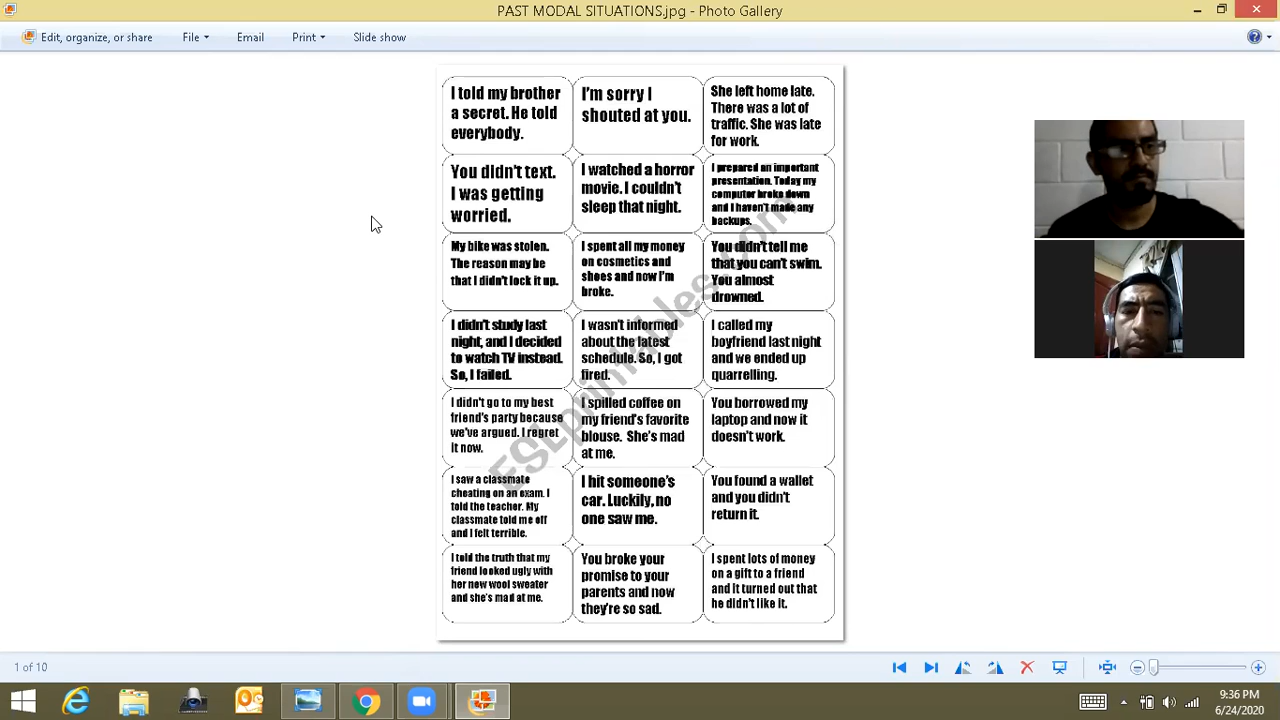 PAST MODAL SITUATIONS.jpg - Photo Gallery
Edit, organize, or share
File
Email
Print
Slide show
I told my brother
a secret. He told
everybody.
I'm sorry I
shouted at you.
She left home late.
There was a lot of
traffic. She was late
for work.
You didn't text.
I was getting
worried.
I watched a horror
movie. I couldn't
sleep that night.
I prepared an important
presentation. Today my
computer broke down
and I haven't made any
backups.
My bike was stolen.
The reason may be
that I didn't lock it up.
I spent all my money
on cosmetics and
shoes and now I'm
broke.
You didn't tell me
that you can't swim.
You almost
drowned.
I didn't study last
night, and I decided
to watch TV instead.
So, I failed.
I wasn't informed
about the latest
schedule. So, I got
fired.
I called my
boyfriend last night
and we ended up
quarrelling.
I didn't go to my best
friend's party because
we've argued. I regret
it now.
I spilled coffee on
my friend's favorite
blouse. She's mad
at me.
You borrowed my
laptop and now it
doesn't work.
I saw a classmate
cheating on an exam. I
told the teacher. My
classmate told me off
and I felt terrible.
I hit someone's
car. Luckily, no
one saw me.
You found a wallet
and you didn't
return it.
I told the truth that my
friend looked ugly with
her new wool sweater
and she's mad at me.
You broke your
promise to your
parents and now
they're so sad.
I spent lots of money
on a gift to a friend
and it turned out that
he didn't like it.
ESLprintables.com
1 of 10
9:36 PM
6/24/2020